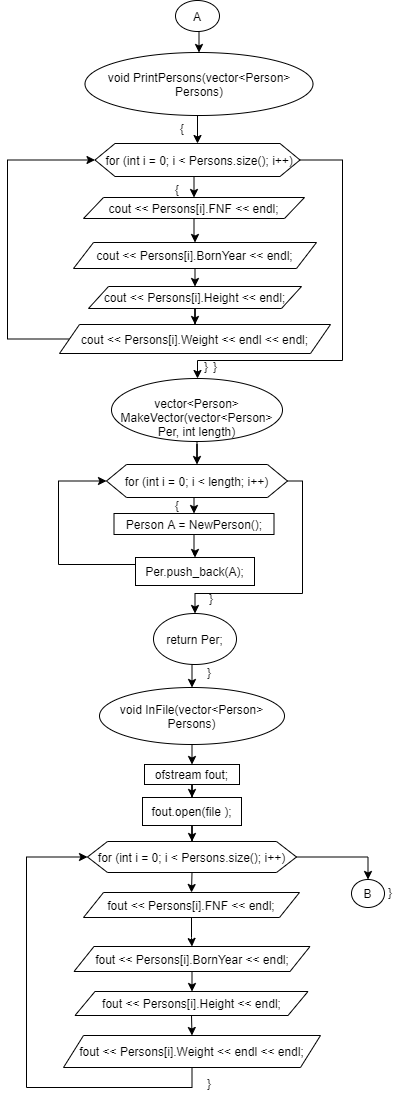 A
void PrintPersons(vector<Person>
Persons)
{
for (int i = 0; i < Persons.size(); i++)
{
cout << Persons[i].FNF << endl;
cout << Persons[i].BornYear << endl;
cout << Persons[i].Height << endl;
cout << Persons[i].Weight << endl << endl;
} }
vector<Person>
MakeVector(vector<Person>
Per, int length)
for (int i = 0; i < length; i++)
{
Person A = NewPerson();
Per.push_back(A);
}
return Per;
}
void InFile(vector<Person>
Persons)
ofstream fout;
fout.open(file );
for (int i = 0; i < Persons.size(); i++)
B }
fout << Persons[i].FNF << endl;
fout << Persons[i].BornYear << endl;
fout << Persons[i].Height << endl;
fout << Persons[i].Weight << endl << endl;
}